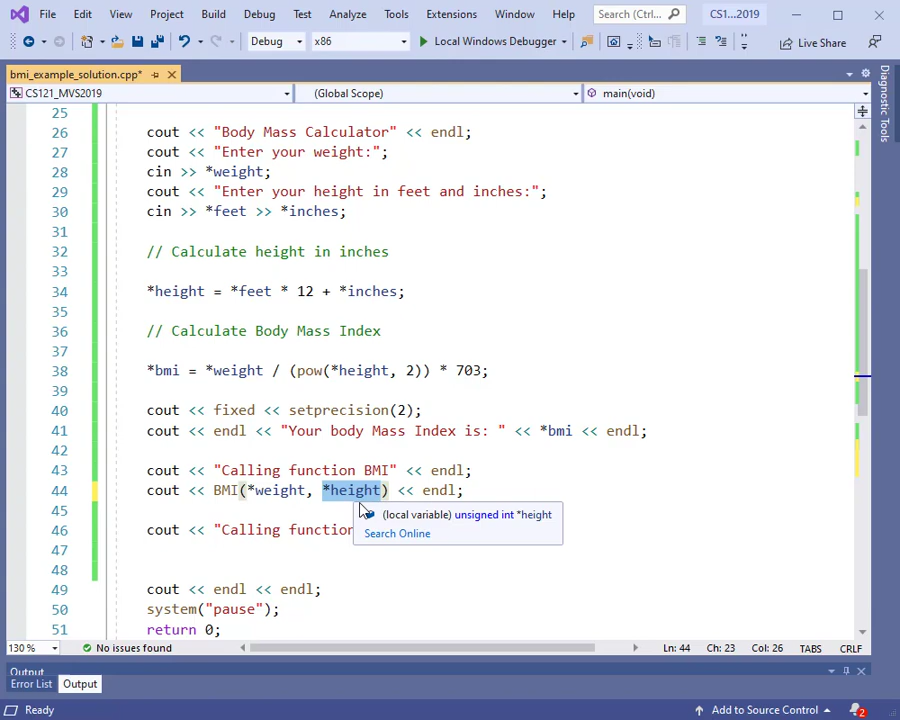 File Edit View Project Build Debug Test Analyze Tools Extensions Window Help Search (Ctrl... CS1...2019
Debug x86 Local Windows Debugger Live Share
bmi_example_solution.cpp*
CS121_MVS2019 (Global Scope) main(void)
25
26 cout << "Body Mass Calculator" << endl;
27 cout << "Enter your weight:";
28 cin >> *weight;
29 cout << "Enter your height in feet and inches:";
30 cin >> *feet >> *inches;
31
32 // Calculate height in inches
33
34 *height = *feet * 12 + *inches;
35
36 // Calculate Body Mass Index
37
38 *bmi = *weight / (pow(*height, 2)) * 703;
39
40 cout << fixed << setprecision(2);
41 cout << endl << "Your body Mass Index is: " << *bmi << endl;
42
43 cout << "Calling function BMI" << endl;
44 cout << BMI(*weight, *height) << endl;
45 (local variable) unsigned int *height
46 cout << "Calling function
Search Online
47
48
49 cout << endl << endl;
50 system("pause");
51 return 0;
130 % No issues found Ln: 44 Ch: 23 Col: 26 TABS CRLF
Output
Error List Output
Ready Add to Source Control 2
Diagnostic Tools